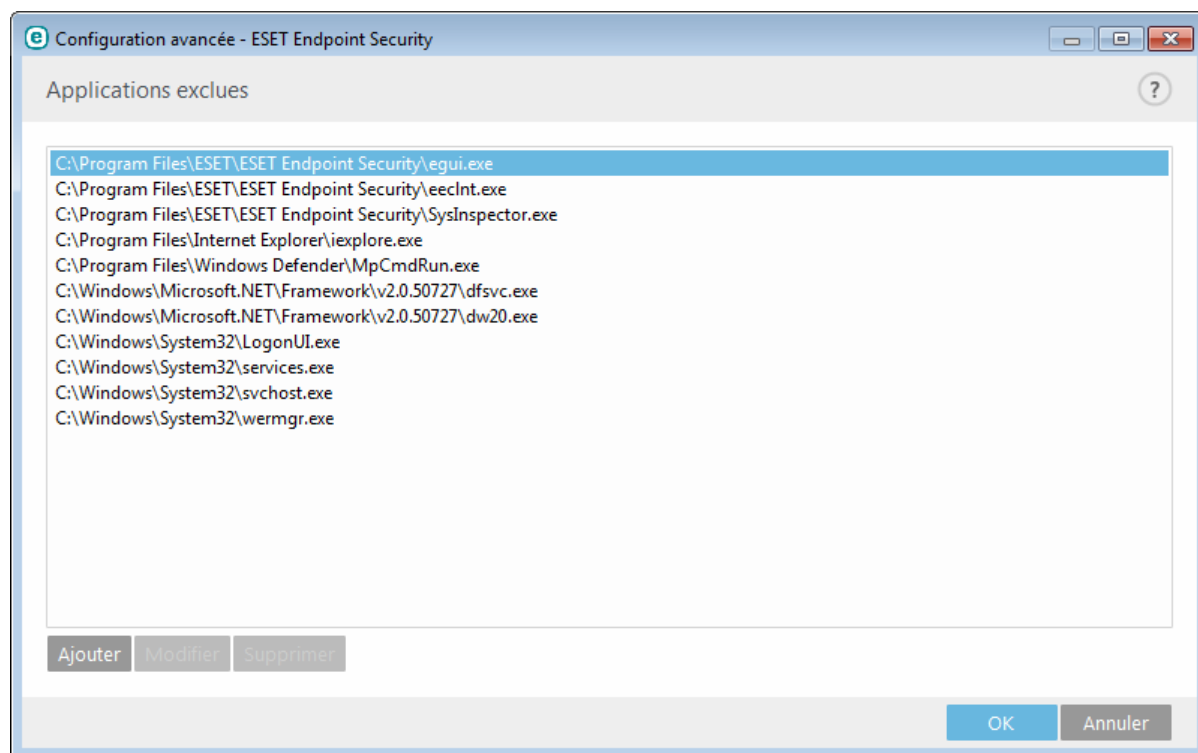 e Configuration avancée - ESET Endpoint Security
Applications exclues ?
C:\Program Files\ESET\ESET Endpoint Security\egui.exe
C:\Program Files\ESET\ESET Endpoint Security\eeclnt.exe
C:\Program Files\ESET\ESET Endpoint Security\SysInspector.exe
C:\Program Files\Internet Explorer\iexplore.exe
C:\Program Files\Windows Defender\MpCmdRun.exe
C:\Windows\Microsoft.NET\Framework\v2.0.50727\dfsvc.exe
C:\Windows\Microsoft.NET\Framework\v2.0.50727\dw20.exe
C:\Windows\System32\LogonUI.exe
C:\Windows\System32\services.exe
C:\Windows\System32\svchost.exe
C:\Windows\System32\wermgr.exe
Ajouter Modifier Supprimer
OK Annuler